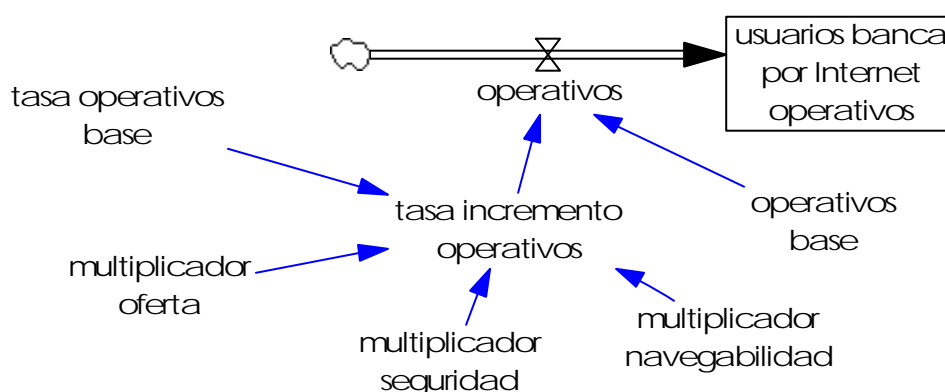 usuarios banca
por Internet
operativos
operativos
tasa operativos
base
tasa incremento
operativos
operativos
base
multiplicador
oferta
multiplicador
seguridad
multiplicador
navegabilidad